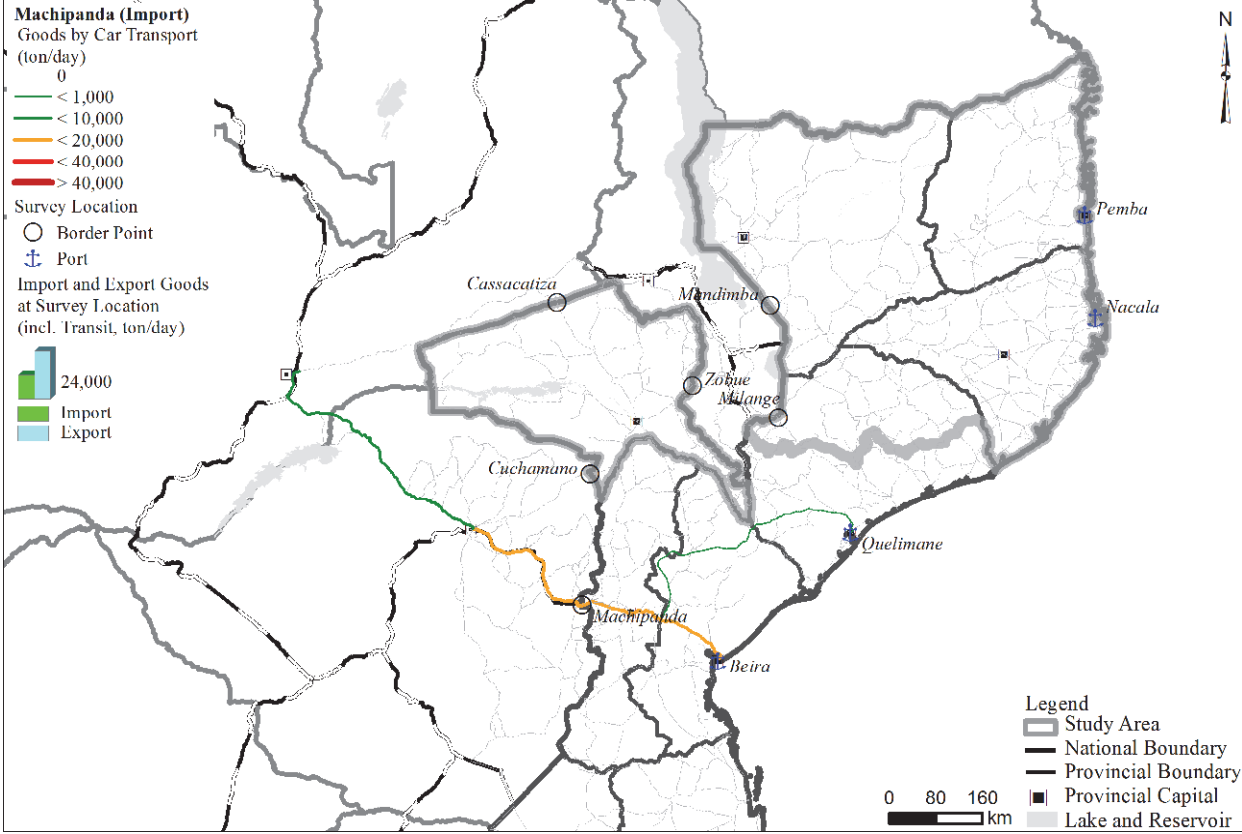 Machipanda (Import)
Goods by Car Transport
(ton/day)
0
< 1,000
< 10,000
< 20,000
< 40,000
> 40,000
Survey Location
Border Point
Port
Import and Export Goods
at Survey Location
(incl. Transit, ton/day)
24,000
Import
Export
N
Pemba
Cassacatiza
Mandimba
Nacala
Zobue
Milange
Cuchamano
Quelimane
Machipanda
Beira
Legend
Study Area
National Boundary
Provincial Boundary
Provincial Capital
Lake and Reservoir
0 80 160
km